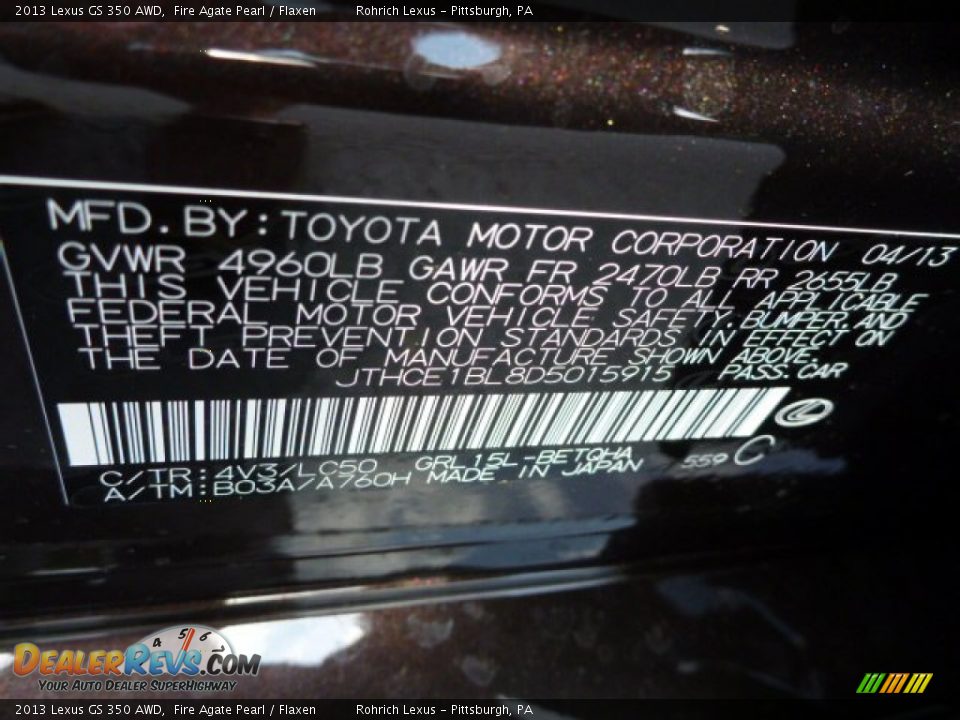 2013 Lexus GS 350 AWD, Fire Agate Pearl / Flaxen Rohrich Lexus - Pittsburgh, PA
MFD. BY: TOYOTA MOTOR CORPORATION 04/13
GVWR 4960LB GAWR FR 2470LB RR 2655LB
THIS VEHICLE CONFORMS TO ALL APPLICABLE
FEDERAL MOTOR VEHICLE SAFETY, BUMPER, AND
THEFT PREVENTION STANDARDS IN EFFECT ON
THE DATE OF MANUFACTURE SHOWN ABOVE.
JTHCE1BL8D5015915 PASS. CAR
C/TR: 4V3/LC50 GRL15L-BETQHA 559 C
A/TM: B03A/A760H MADE IN JAPAN
4 5 6
DEALERREVS.COM
YOUR AUTO DEALER SUPERHIGHWAY
2013 Lexus GS 350 AWD, Fire Agate Pearl / Flaxen Rohrich Lexus - Pittsburgh, PA